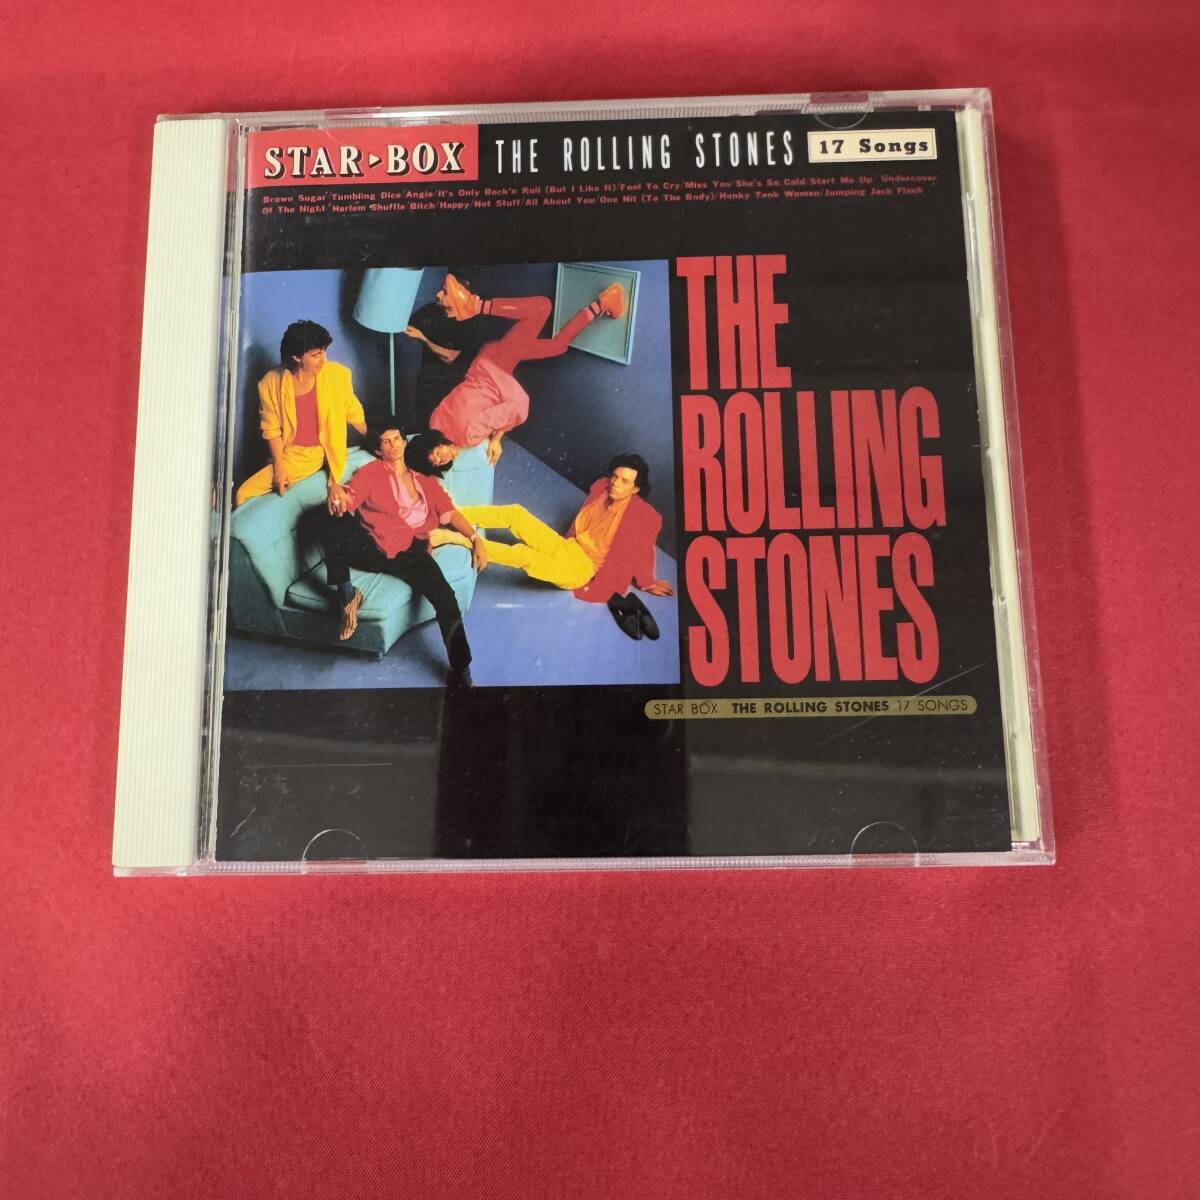 STAR BOX THE ROLLING STONES 17 Songs
Brown Sugar/Tumbling Dice/Angie/It's Only Rock'n Roll (But I Like It)/Fool To Cry/Miss You/She's So Cold/Start Me Up/ Undercover
Of The Night/Harlem Shuffle/Bitch/Happy/Hot Stuff/All About You/One Hit (To The Body)/Honky Tonk Women/Jumping Jack Flash
THE
ROLLING
STONES
STAR BOX THE ROLLING STONES 17 SONGS